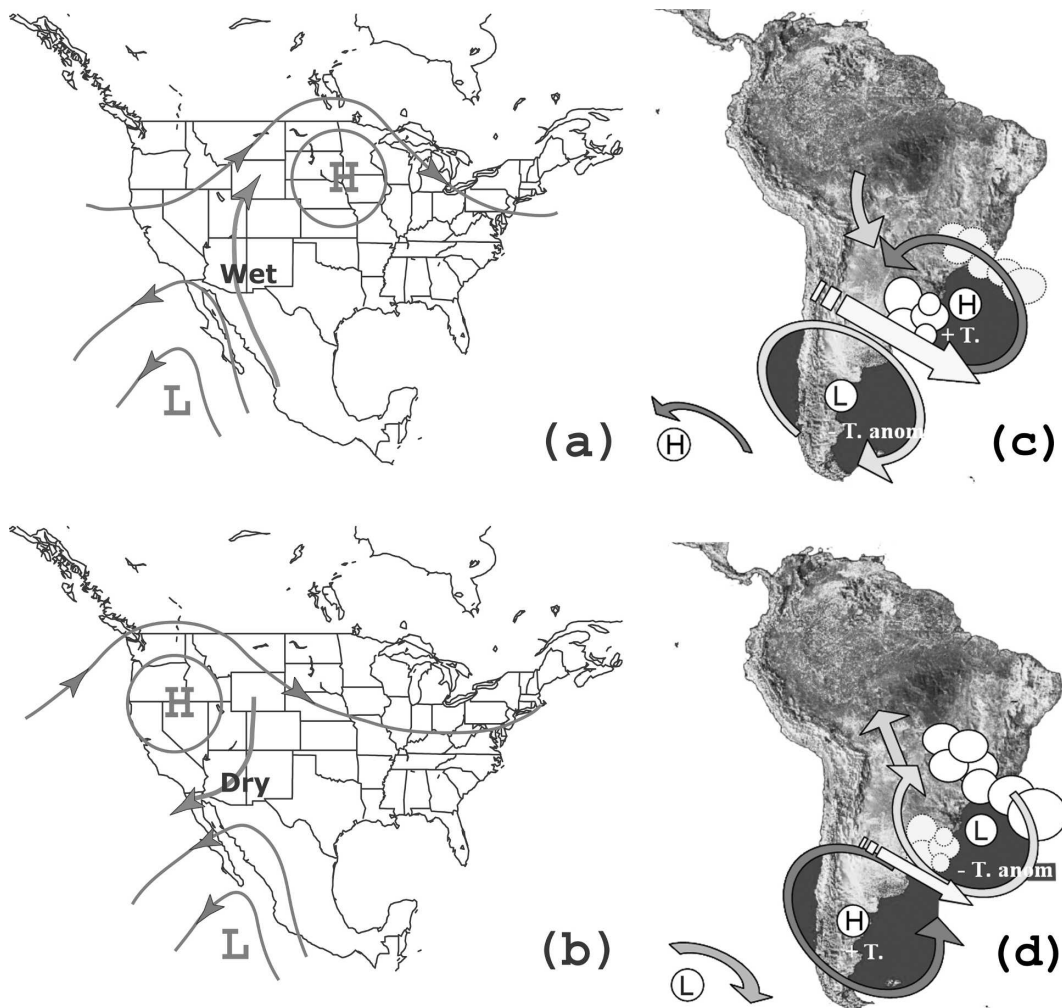 H
Wet
L
(a)
H
+ T.
L
- T. anom
H
(c)
H
Dry
L
(b)
L
- T. anom
H
+ T.
L
(d)